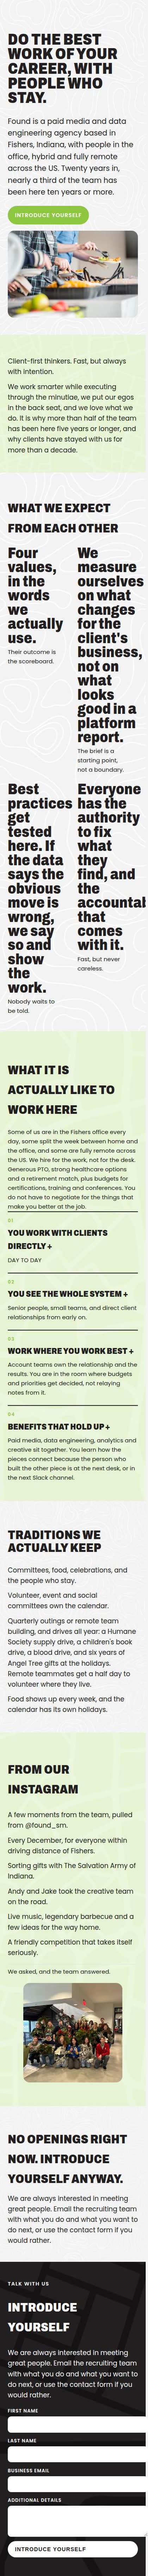 DO THE BEST
WORK OF YOUR
CAREER, WITH
PEOPLE WHO
STAY.
Found is a paid media and data
engineering agency based in
Fishers, Indiana, with people in the
office, hybrid and fully remote
across the US. Twenty years in,
nearly a third of the team has
been here ten years or more.
INTRODUCE YOURSELF
Client-first thinkers. Fast, but always
with intention.
We work smarter while executing
through the minutiae, we put our egos
in the back seat, and we love what we
do. It is why more than half of the team
has been here five years or longer, and
why clients have stayed with us for
more than a decade.
WHAT WE EXPECT
FROM EACH OTHER
Four
values,
in the
words
we
actually
use.
Their outcome is
the scoreboard.
We
measure
ourselves
on what
changes
for the
client's
business,
not on
what
looks
good in a
platform
report.
The brief is a
starting point,
not a boundary.
Best
practices
get
tested
here. If
the data
says the
obvious
move is
wrong,
we say
so and
show
the
work.
Nobody waits to
be told.
Everyone
has the
authority
to fix
what
they
find, and
the
accountab
that
comes
with it.
Fast, but never
careless.
WHAT IT IS
ACTUALLY LIKE TO
WORK HERE
Some of us are in the Fishers office every
day, some split the week between home and
the office, and some are fully remote across
the US. We hire for the work, not for the desk.
Generous PTO, strong healthcare options
and a retirement match, plus budgets for
certifications, training and conferences. You
do not have to negotiate for the things that
make you better at the job.
01
YOU WORK WITH CLIENTS
DIRECTLY +
DAY TO DAY
02
YOU SEE THE WHOLE SYSTEM +
Senior people, small teams, and direct client
relationships from early on.
03
WORK WHERE YOU WORK BEST +
Account teams own the relationship and the
results. You are in the room where budgets
and priorities get decided, not relaying
notes from it.
04
BENEFITS THAT HOLD UP +
Paid media, data engineering, analytics and
creative sit together. You learn how the
pieces connect because the person who
built the other piece is at the next desk, or in
the next Slack channel.
TRADITIONS WE
ACTUALLY KEEP
Committees, food, celebrations, and
the people who stay.
Volunteer, event and social
committees own the calendar.
Quarterly outings or remote team
building, and drives all year: a Humane
Society supply drive, a children's book
drive, a blood drive, and six years of
Angel Tree gifts at the holidays.
Remote teammates get a half day to
volunteer where they live.
Food shows up every week, and the
calendar has its own holidays.
FROM OUR
INSTAGRAM
A few moments from the team, pulled
from @found_sm.
Every December, for everyone within
driving distance of Fishers.
Sorting gifts with The Salvation Army of
Indiana.
Andy and Jake took the creative team
on the road.
Live music, legendary barbecue and a
few ideas for the way home.
A friendly competition that takes itself
seriously.
We asked, and the team answered.
NO OPENINGS RIGHT
NOW. INTRODUCE
YOURSELF ANYWAY.
We are always interested in meeting
great people. Email the recruiting team
with what you do and what you want to
do next, or use the contact form if you
would rather.
TALK WITH US
INTRODUCE
YOURSELF
We are always interested in meeting
great people. Email the recruiting team
with what you do and what you want to
do next, or use the contact form if you
would rather.
FIRST NAME
LAST NAME
BUSINESS EMAIL
ADDITIONAL DETAILS
INTRODUCE YOURSELF